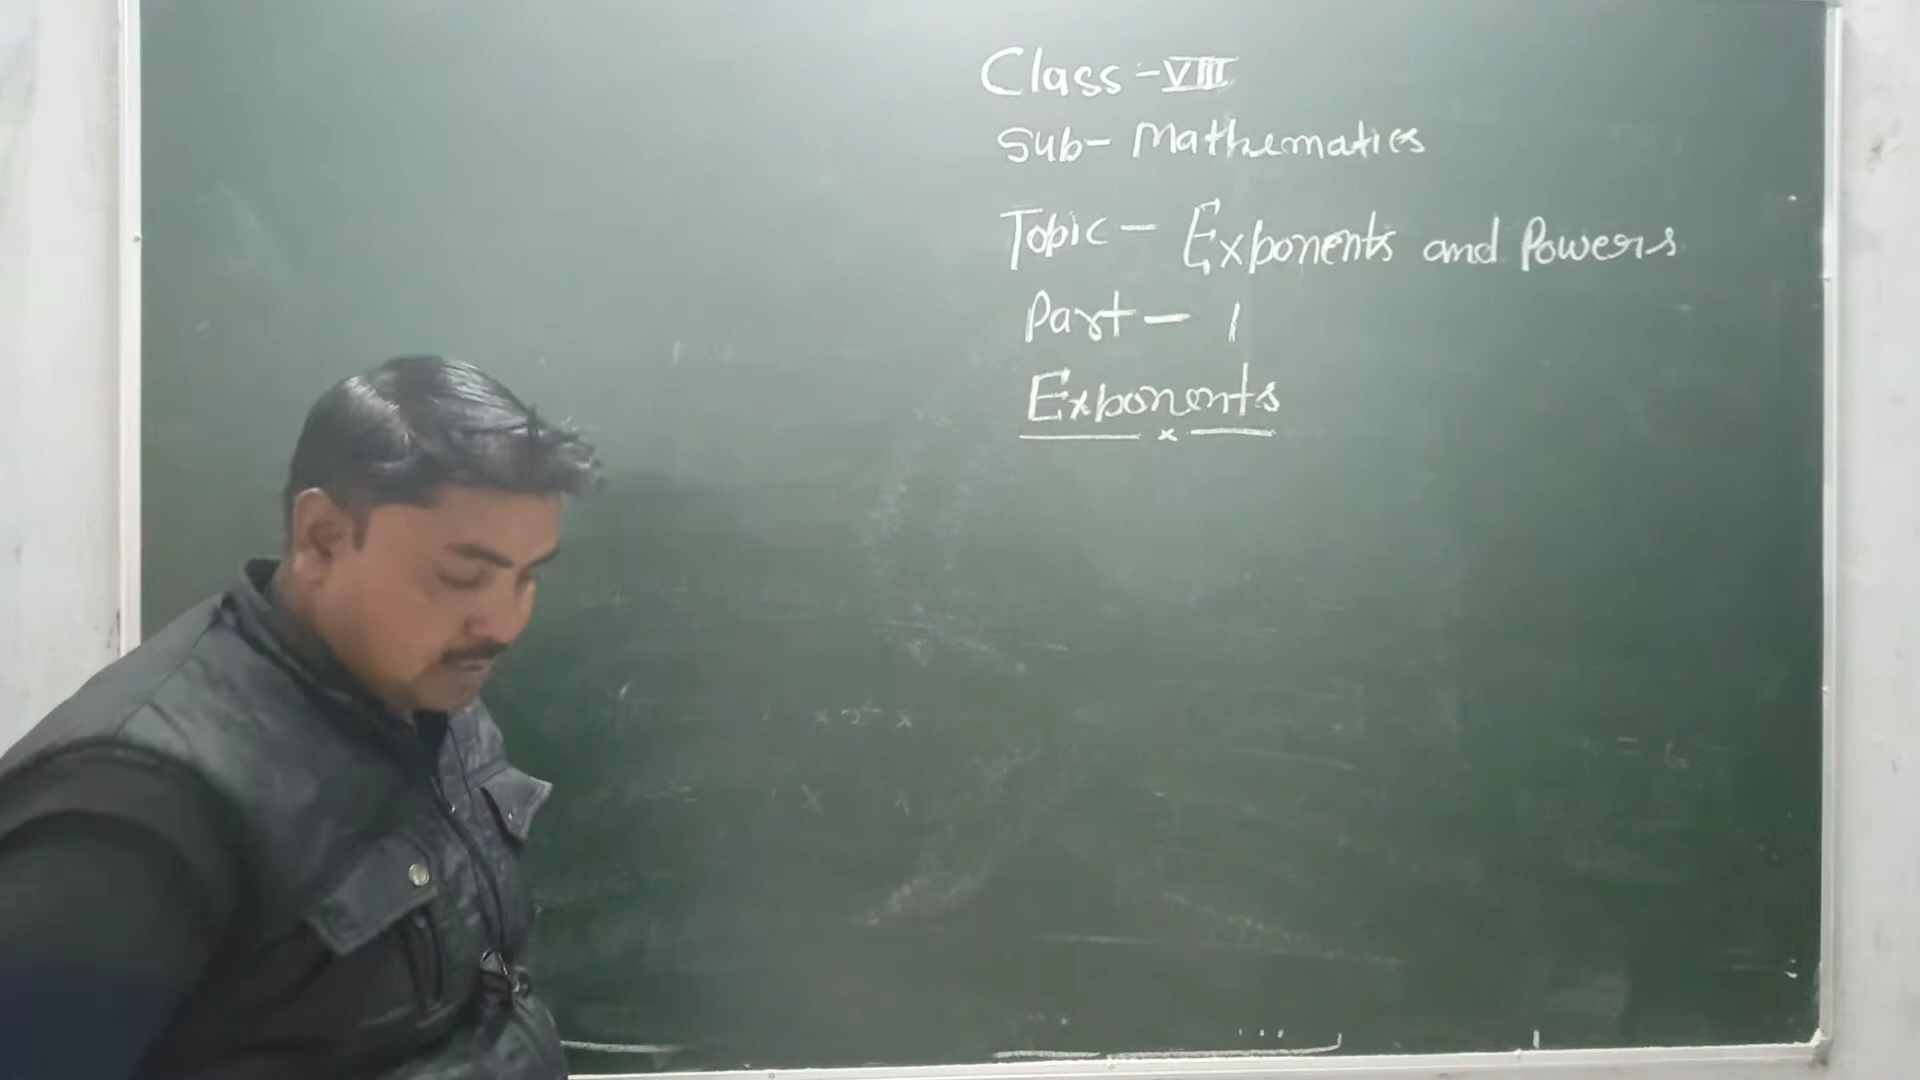 Class - VIII
Sub- Mathematics
Topic - Exponents and Powers
Part - 1
Exponents